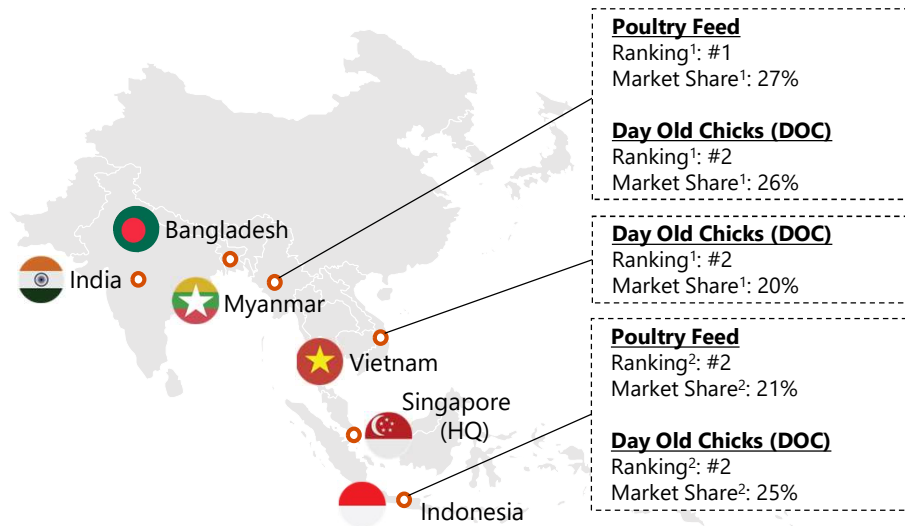 Poultry Feed
Ranking¹: #1
Market Share¹: 27%
Day Old Chicks (DOC)
Ranking¹: #2
Market Share¹: 26%
Bangladesh
India
Myanmar
Day Old Chicks (DOC)
Ranking¹: #2
Market Share¹: 20%
Vietnam
Singapore
(HQ)
Poultry Feed
Ranking²: #2
Market Share²: 21%
Day Old Chicks (DOC)
Ranking²: #2
Market Share²: 25%
Indonesia